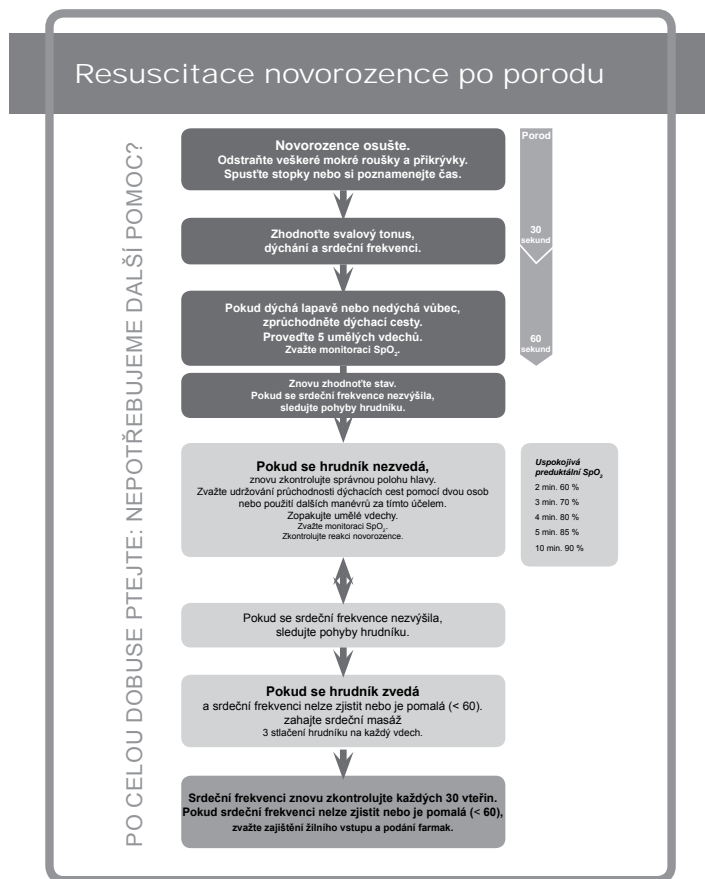 Resuscitace novorozence po porodu
PO CELOU DOBUSE PTEJTE: NEPOTŘEBUJEME DALŠÍ POMOC?
Novorozence osušte.
Odstraňte veškeré mokré roušky a přikrývky.
Spusťte stopky nebo si poznamenejte čas.
Porod
Zhodnoťte svalový tonus,
dýchání a srdeční frekvenci.
30
sekund
Pokud dýchá lapavě nebo nedýchá vůbec,
zprůchodněte dýchací cesty.
Proveďte 5 umělých vdechů.
Zvažte monitoraci SpO₂.
60
sekund
Znovu zhodnoťte stav.
Pokud se srdeční frekvence nezvýšila,
sledujte pohyby hrudníku.
Pokud se hrudník nezvedá,
znovu zkontrolujte správnou polohu hlavy.
Zvažte udržování průchodnosti dýchacích cest pomocí dvou osob
nebo použití dalších manévrů za tímto účelem.
Zopakujte umělé vdechy.
Zvažte monitoraci SpO₂.
Zkontrolujte reakci novorozence.
Uspokojivá
preduktální SpO₂
2 min. 60 %
3 min. 70 %
4 min. 80 %
5 min. 85 %
10 min. 90 %
Pokud se srdeční frekvence nezvýšila,
sledujte pohyby hrudníku.
Pokud se hrudník zvedá
a srdeční frekvenci nelze zjistit nebo je pomalá (< 60).
zahajte srdeční masáž
3 stlačení hrudníku na každý vdech.
Srdeční frekvenci znovu zkontrolujte každých 30 vteřin.
Pokud srdeční frekvenci nelze zjistit nebo je pomalá (< 60),
zvažte zajištění žilního vstupu a podání farmak.